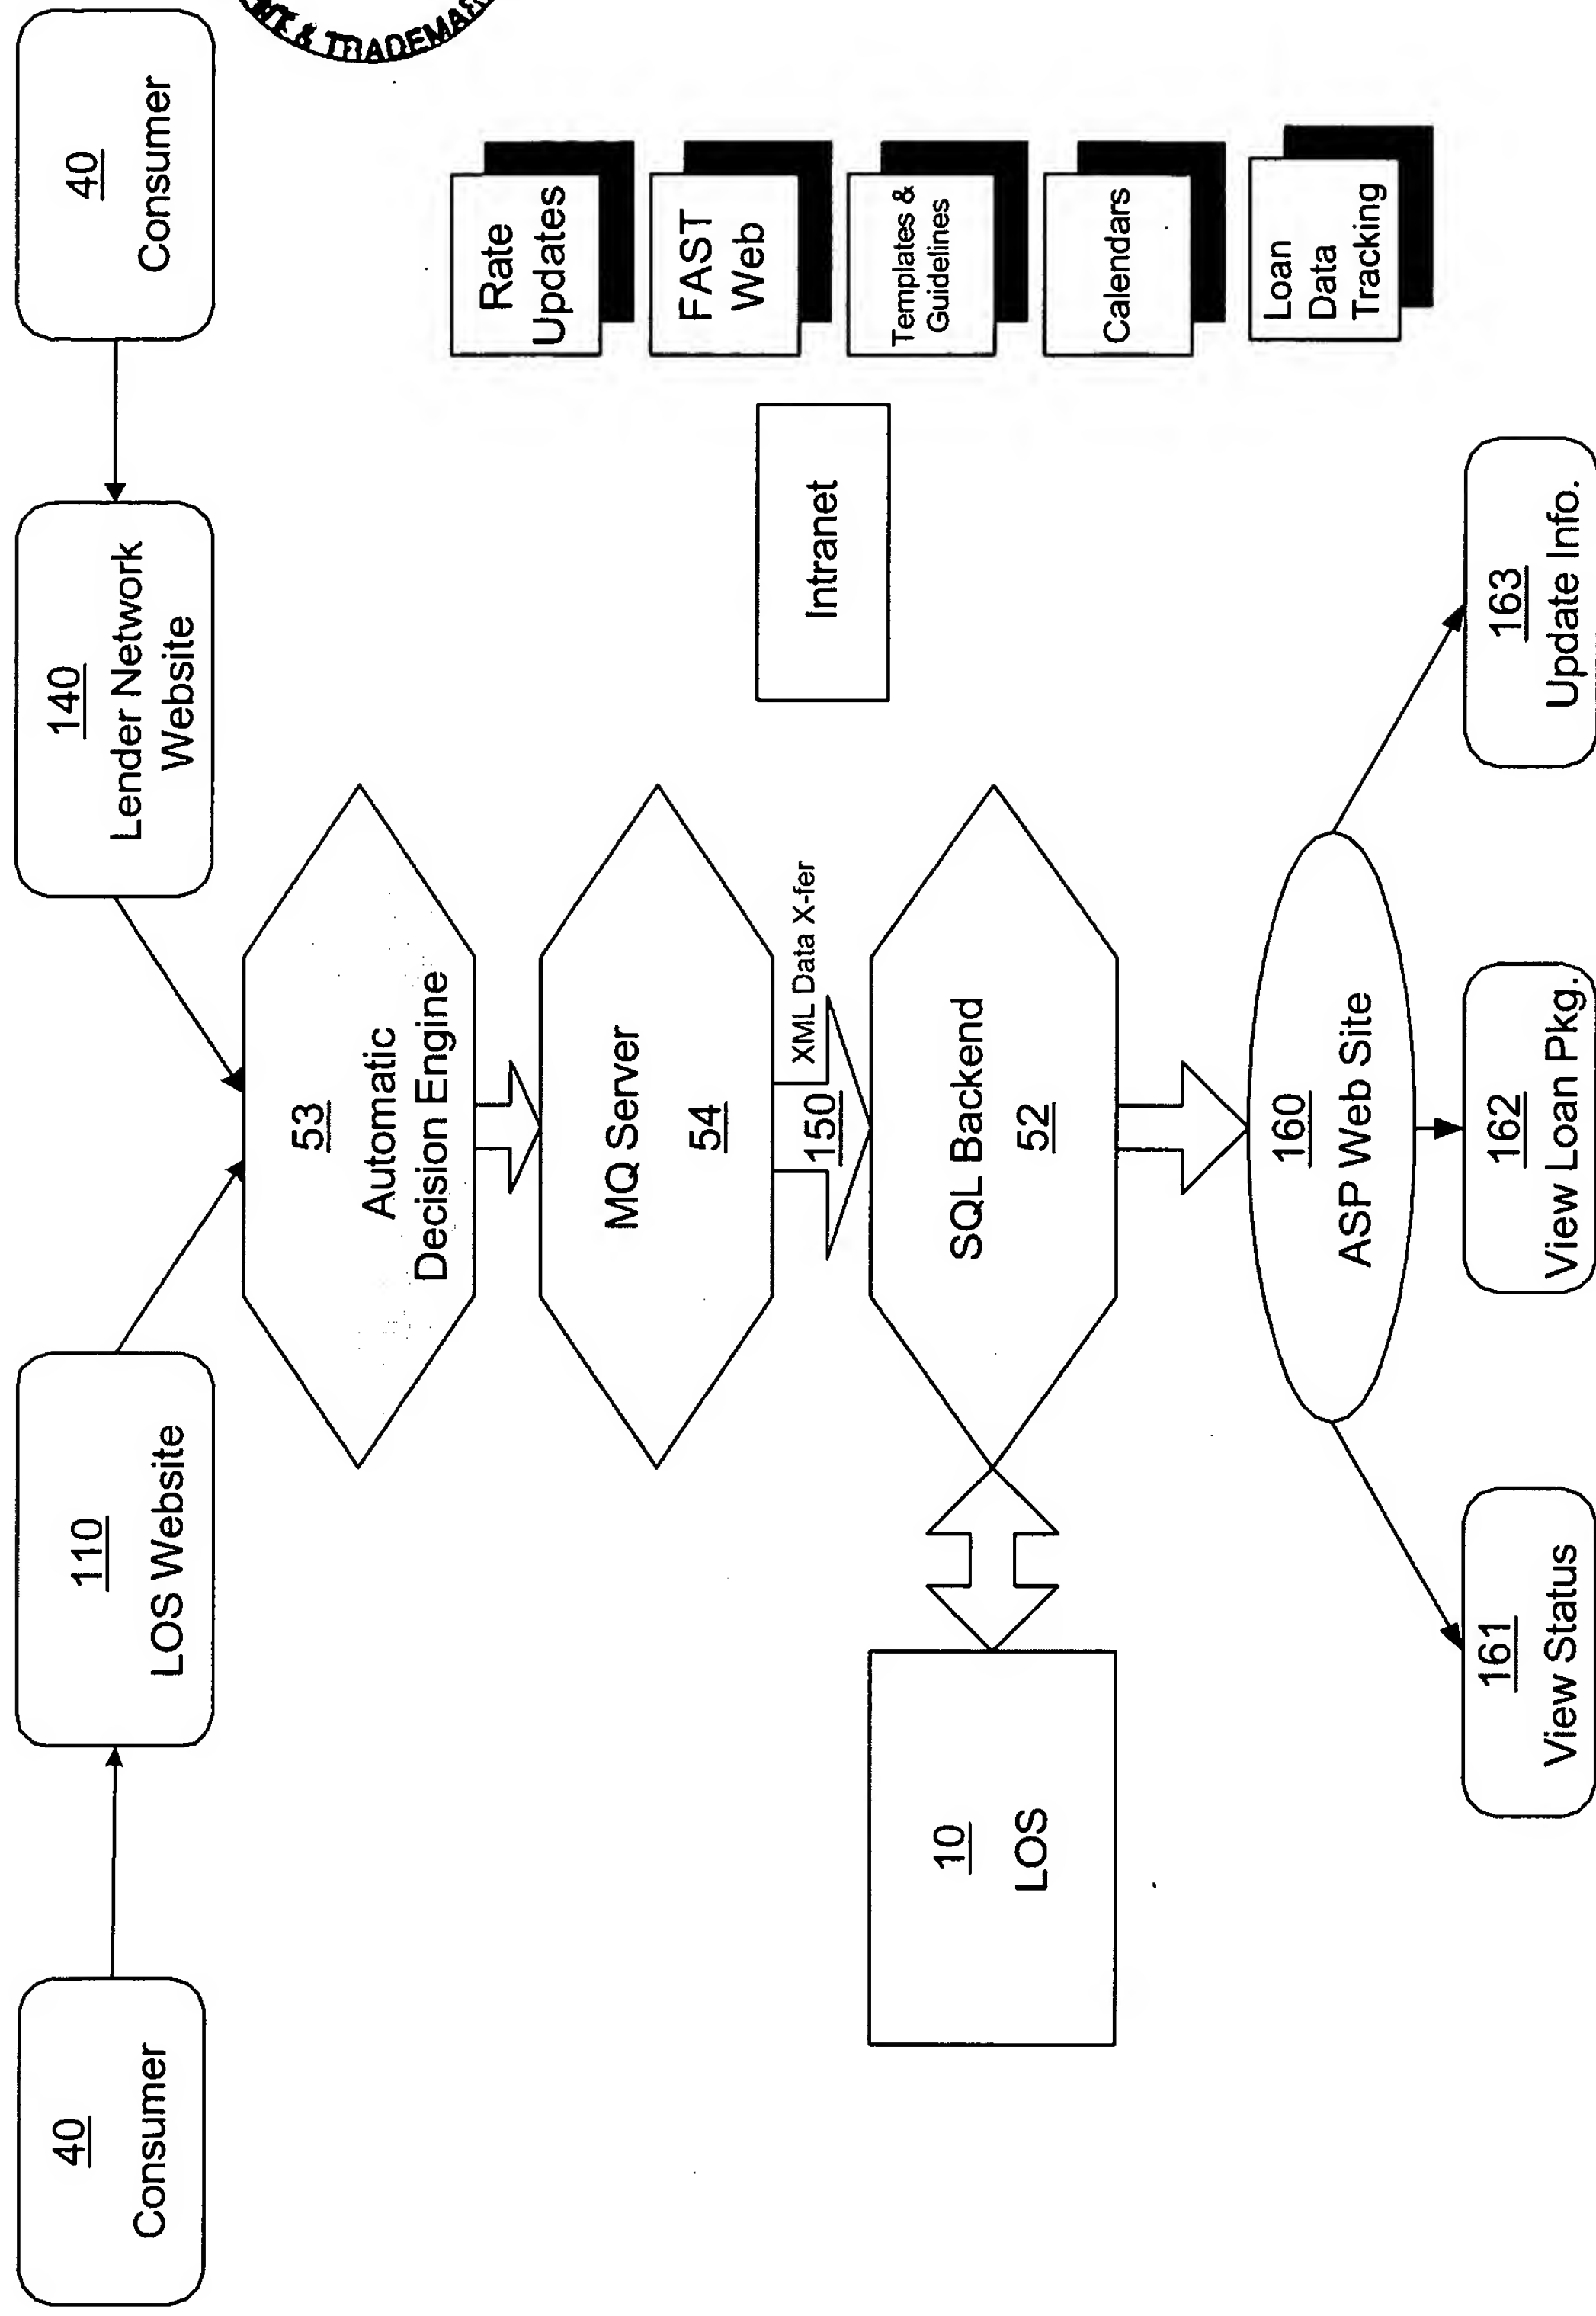 40
Consumer
110
LOS Website
140
Lender Network
Website
40
Consumer
53
Automatic
Decision Engine
MQ Server
54
150
XML Data X-fer
SQL Backend
52
10
LOS
160
ASP Web Site
161
View Status
162
View Loan Pkg.
163
Update Info.
Intranet
Rate
Updates
FAST
Web
Templates &
Guidelines
Calendars
Loan
Data
Tracking